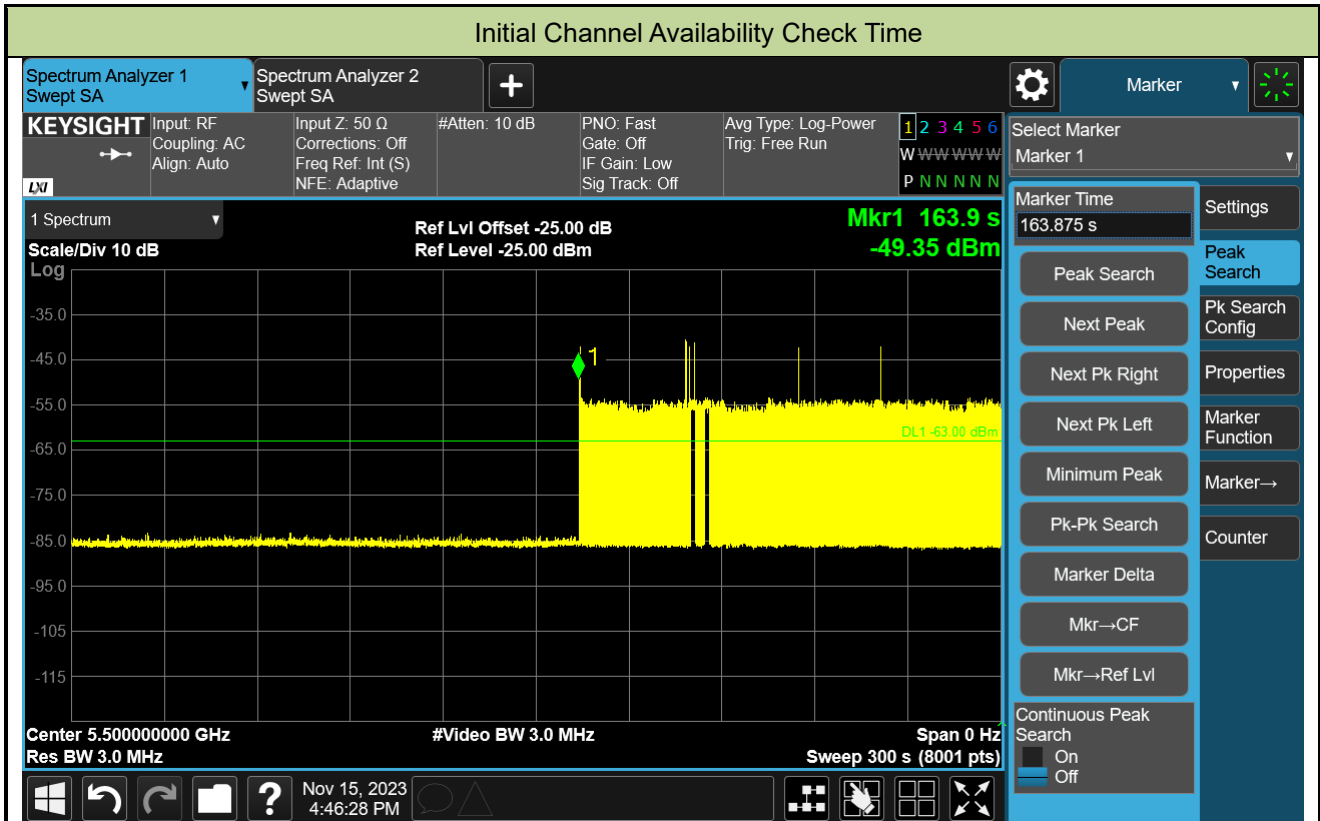 Initial Channel Availability Check Time
Spectrum Analyzer 1
Swept SA
Spectrum Analyzer 2
Swept SA
Marker
KEYSIGHT
LXI
Input: RF
Coupling: AC
Align: Auto
Input Z: 50 Ω
Corrections: Off
Freq Ref: Int (S)
NFE: Adaptive
#Atten: 10 dB
PNO: Fast
Gate: Off
IF Gain: Low
Sig Track: Off
Avg Type: Log-Power
Trig: Free Run
1 2 3 4 5 6
W W W W W W
P N N N N N
Select Marker
Marker 1
1 Spectrum
Scale/Div 10 dB
Ref Lvl Offset -25.00 dB
Ref Level -25.00 dBm
Mkr1 163.9 s
-49.35 dBm
Log
-35.0
-45.0
-55.0
-65.0
-75.0
-85.0
-95.0
-105
-115
1
DL1 -63.00 dBm
Center 5.500000000 GHz
Res BW 3.0 MHz
#Video BW 3.0 MHz
Span 0 Hz
Sweep 300 s (8001 pts)
Marker Time
163.875 s
Peak Search
Next Peak
Next Pk Right
Next Pk Left
Minimum Peak
Pk-Pk Search
Marker Delta
Mkr→CF
Mkr→Ref Lvl
Continuous Peak
Search
On
Off
Settings
Peak
Search
Pk Search
Config
Properties
Marker
Function
Marker→
Counter
?
Nov 15, 2023
4:46:28 PM